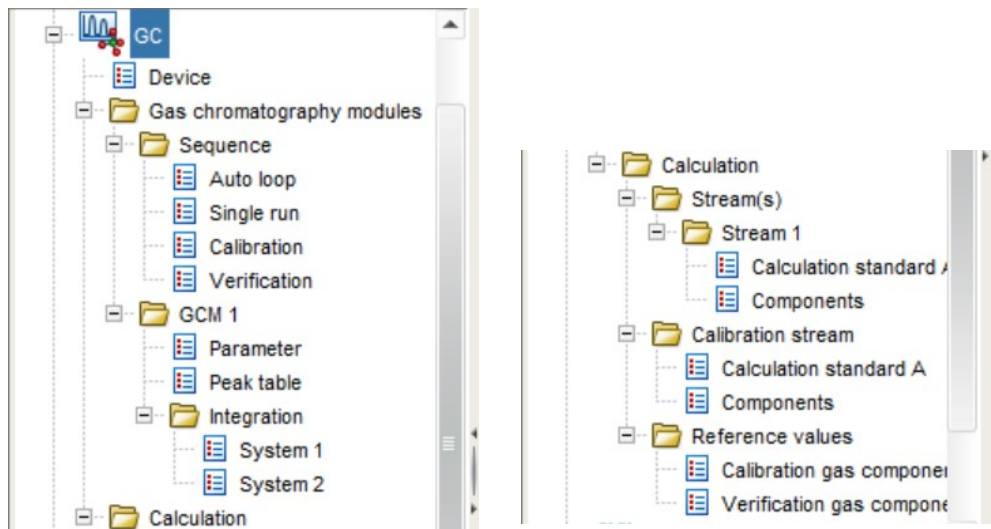 GC
Device
Gas chromatography modules
Sequence
Auto loop
Single run
Calibration
Verification
GCM 1
Parameter
Peak table
Integration
System 1
System 2
Calculation
Calculation
Stream(s)
Stream 1
Calculation standard A
Components
Calibration stream
Calculation standard A
Components
Reference values
Calibration gas componen
Verification gas compone